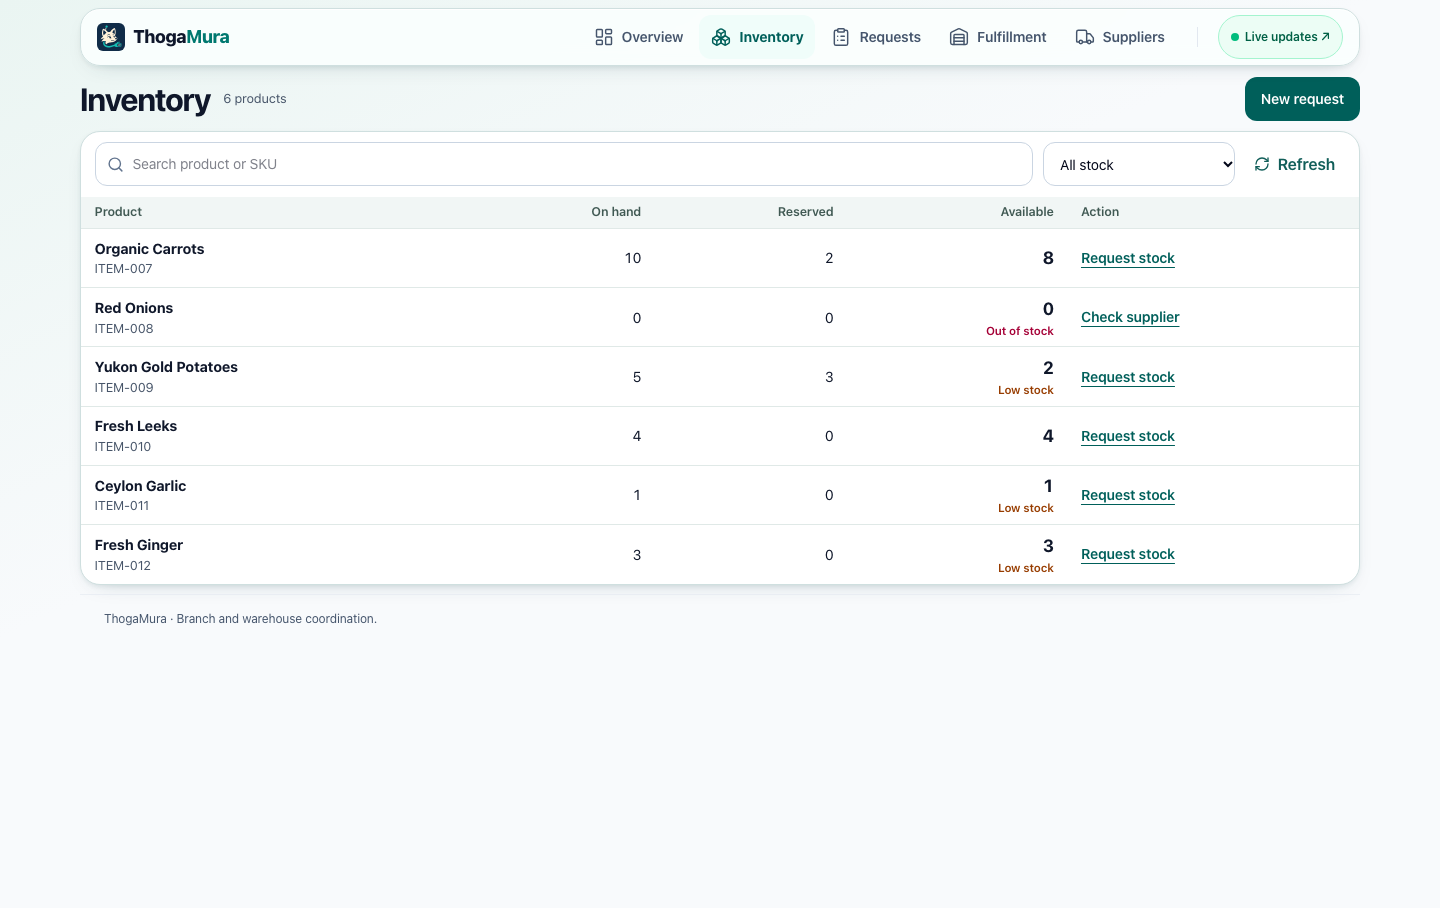 ThogaMura
Overview
Inventory
Requests
Fulfillment
Suppliers
Live updates ↗
Inventory 6 products
New request
Search product or SKU
All stock
Refresh
Product On hand Reserved Available Action
Organic Carrots
ITEM-007
10 2 8 Request stock
Red Onions
ITEM-008
0 0 0 Check supplier
Out of stock
Yukon Gold Potatoes
ITEM-009
5 3 2 Request stock
Low stock
Fresh Leeks
ITEM-010
4 0 4 Request stock
Ceylon Garlic
ITEM-011
1 0 1 Request stock
Low stock
Fresh Ginger
ITEM-012
3 0 3 Request stock
Low stock
ThogaMura · Branch and warehouse coordination.